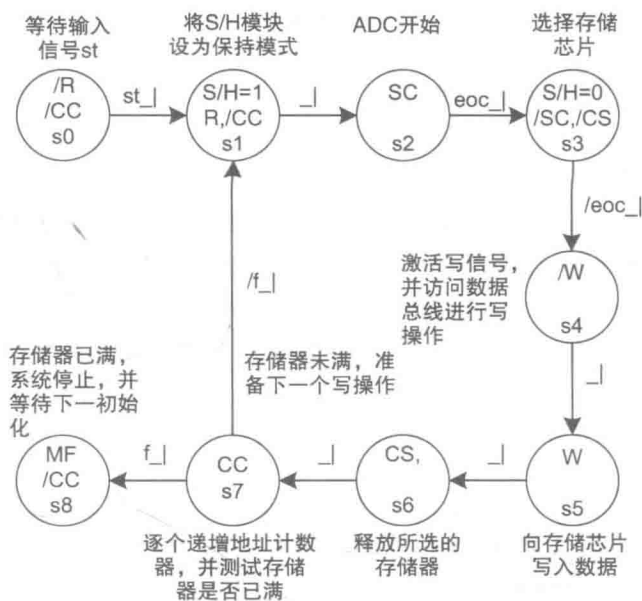 等待输入
信号st
将S/H模块
设为保持模式
ADC开始
选择存储
芯片
/R
/CC
s0
st_|
S/H=1
R,/CC
s1
_|
SC
s2
eoc_|
S/H=0
/SC,/CS
s3
/eoc_|
激活写信号，
并访问数据
总线进行写
操作
/W
s4
/f_|
存储器未满，准
备下一个写操作
_|
存储器已满，
系统停止，并
等待下一初始
化
MF
/CC
s8
f_|
CC
s7
_|
CS,
s6
_|
W
s5
逐个递增地址计数
器，并测试存储
器是否已满
释放所选的
存储器
向存储芯片
写入数据